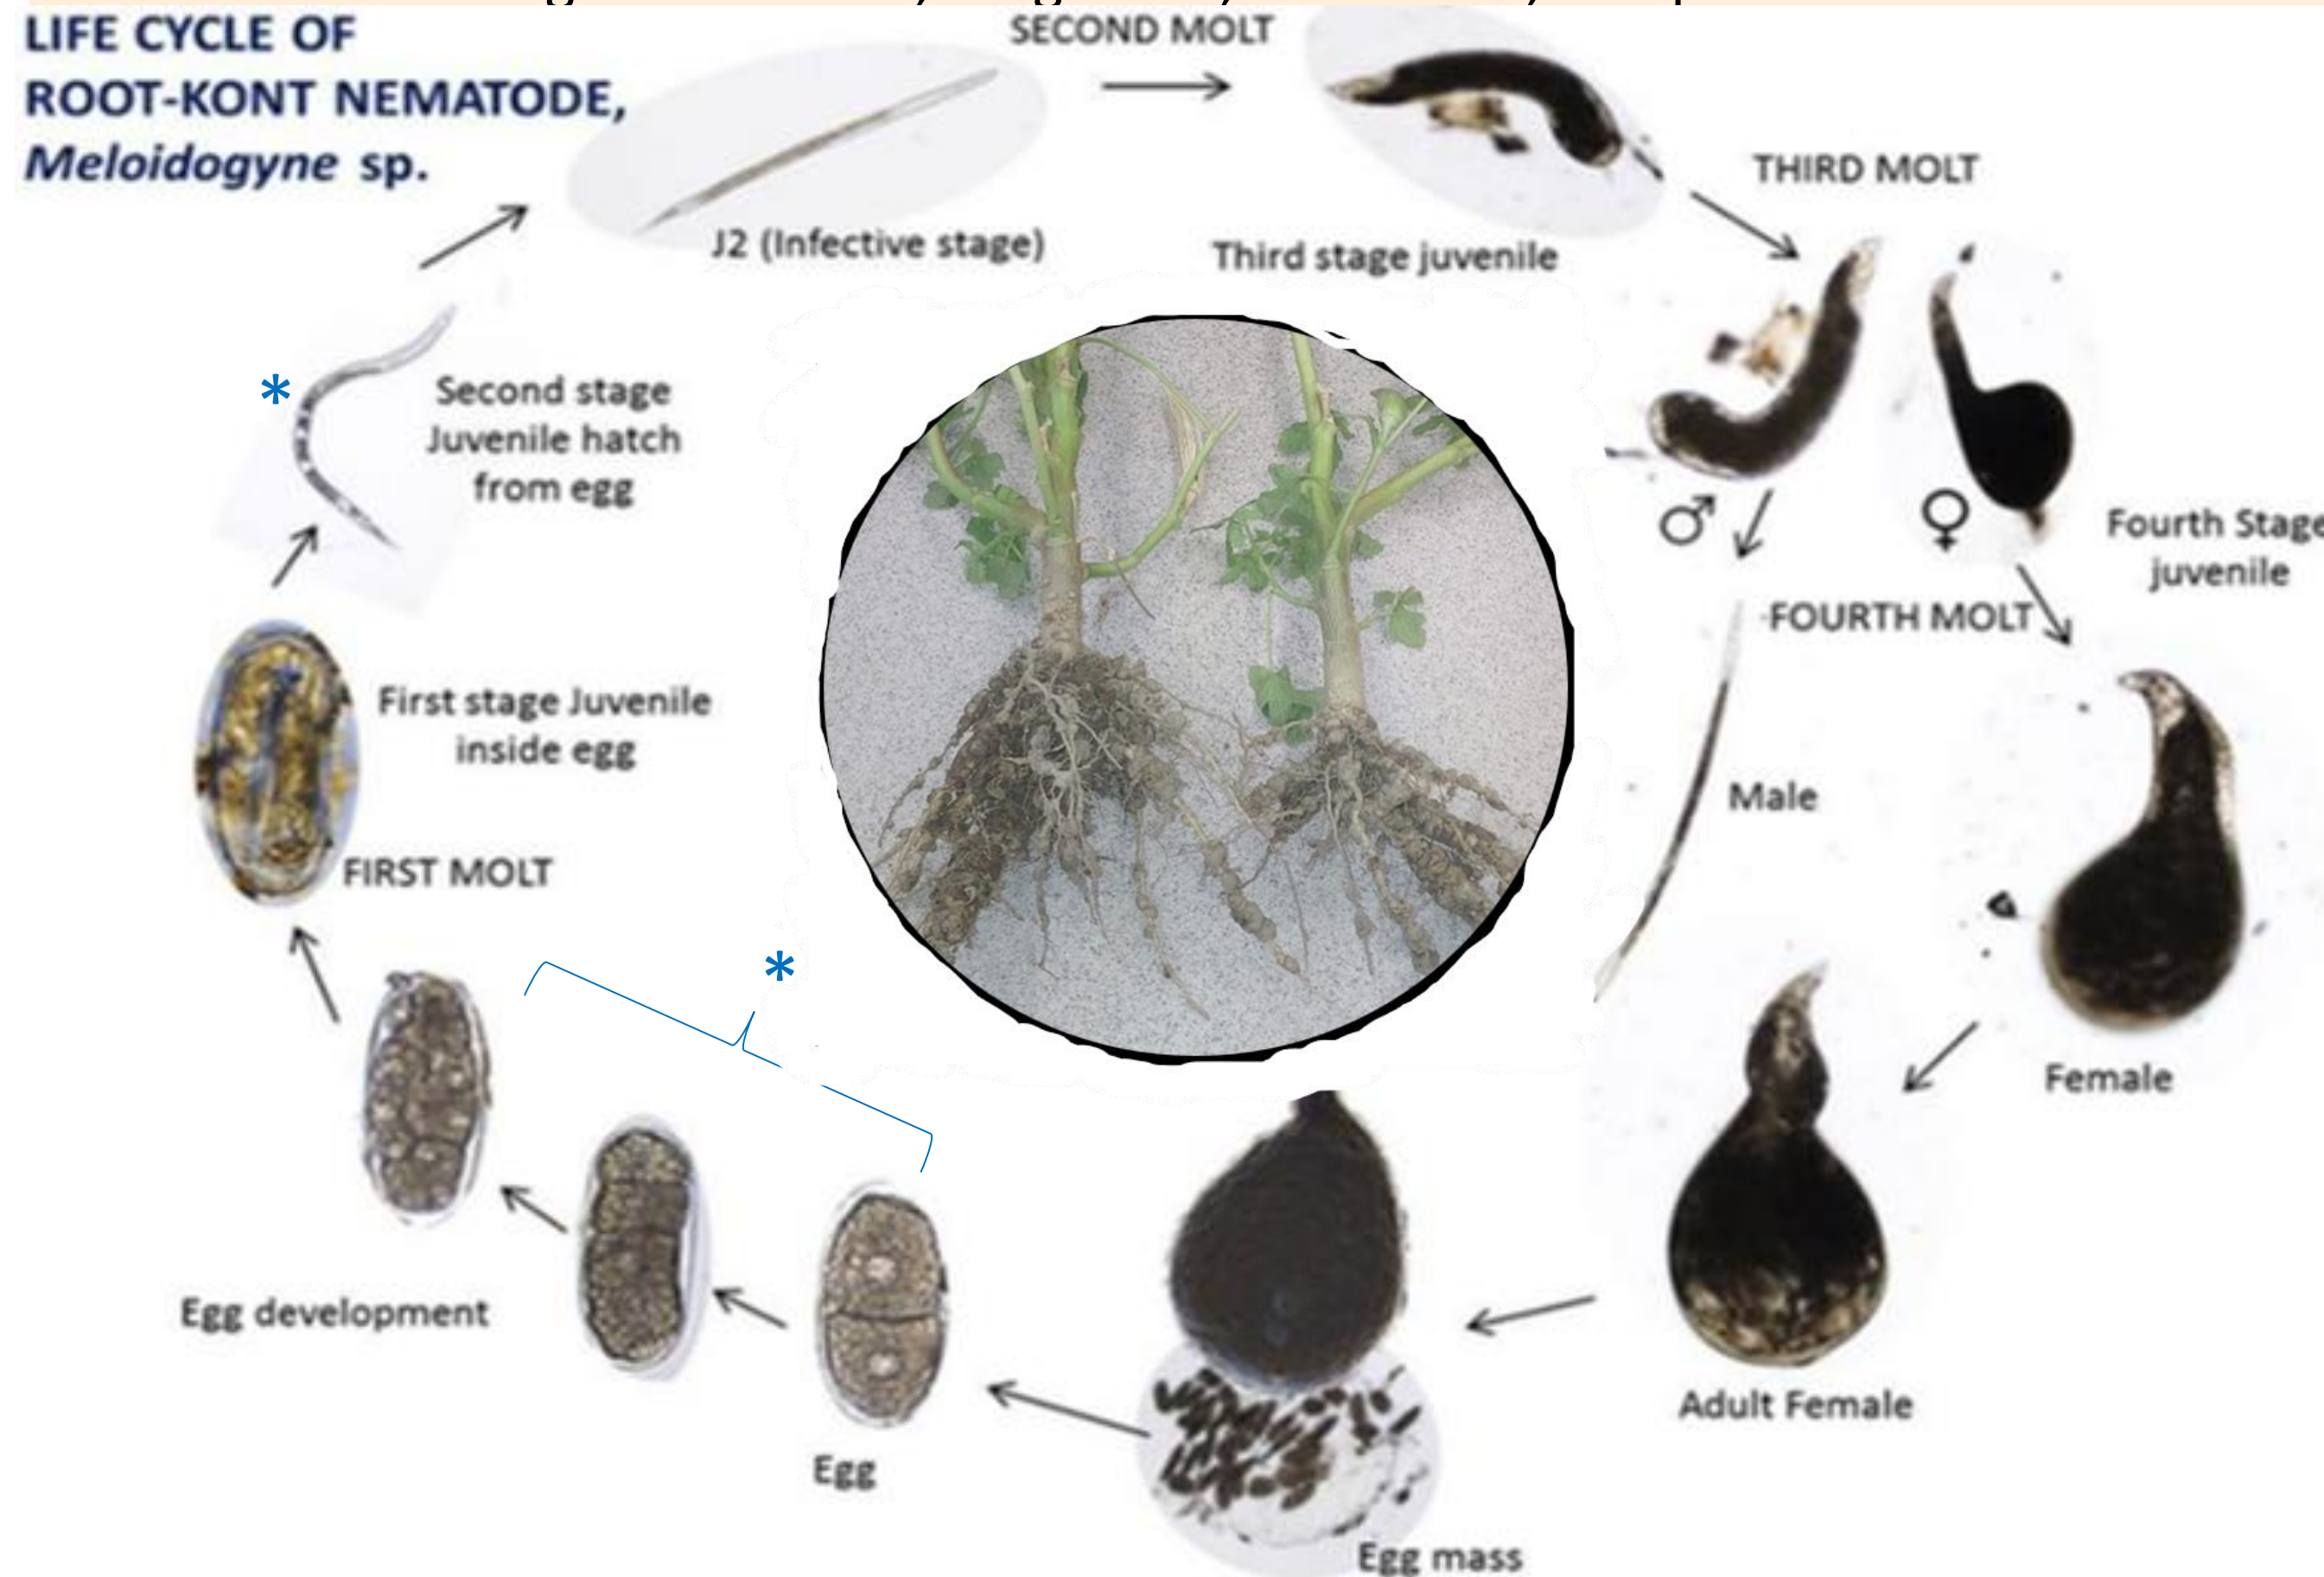 LIFE CYCLE OF
ROOT-KONT NEMATODE,
Meloidogyne sp.
SECOND MOLT
J2 (Infective stage)
Third stage juvenile
THIRD MOLT
*
Second stage
Juvenile hatch
from egg
♂
♀
Fourth Stage
juvenile
FOURTH MOLT
First stage Juvenile
inside egg
Male
FIRST MOLT
*
Female
Egg development
Adult Female
Egg
Egg mass